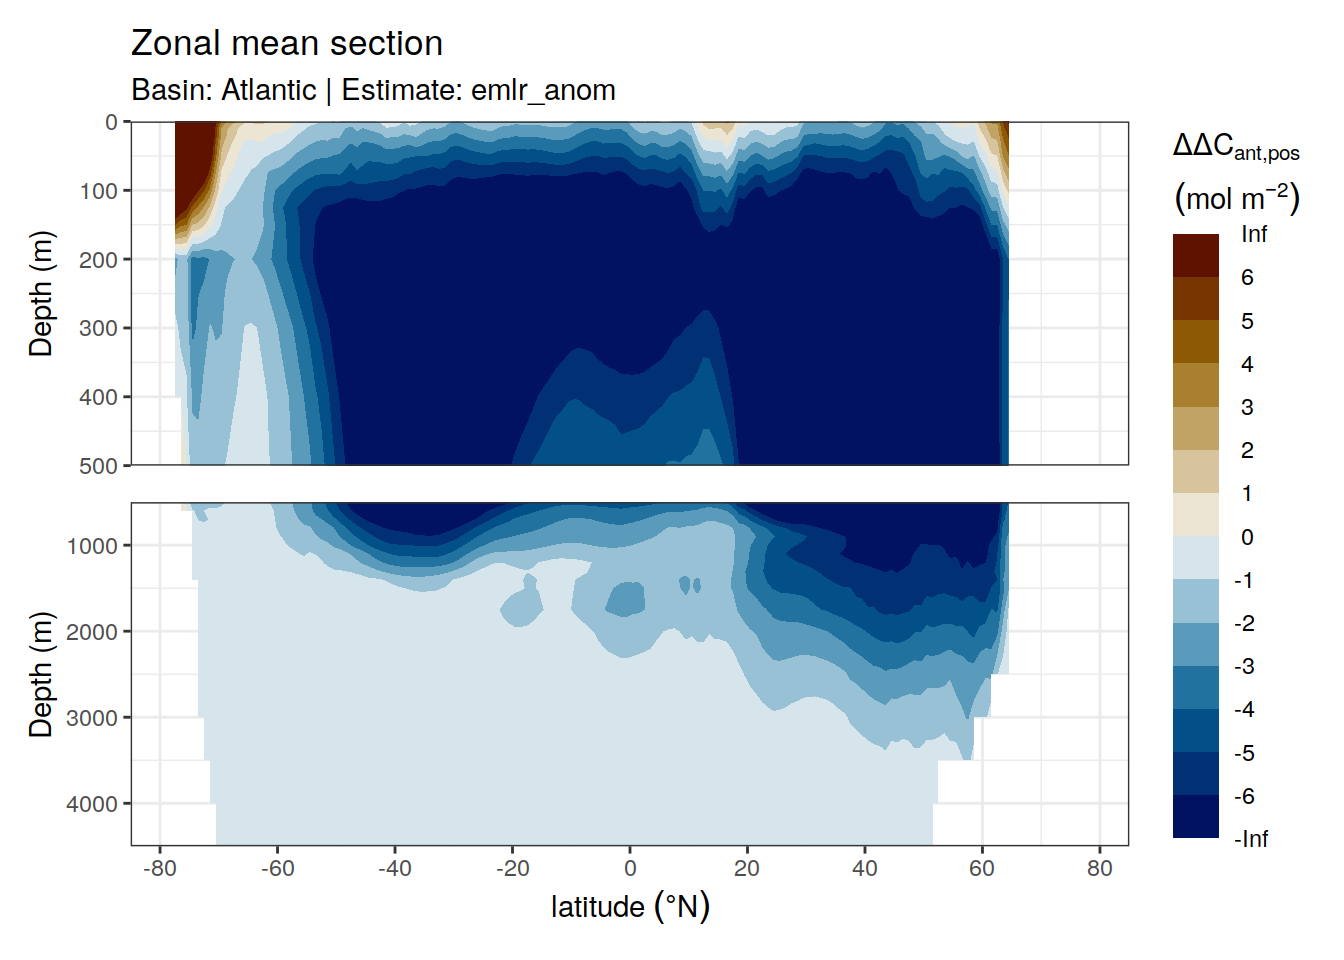 Zonal mean section
Basin: Atlantic | Estimate: emlr_anom
0
100
200
300
400
500
Depth (m)
1000
2000
3000
4000
Depth (m)
-80 -60 -40 -20 0 20 40 60 80
latitude (°N)
ΔΔC_ant,pos
(mol m⁻²)
Inf
6
5
4
3
2
1
0
-1
-2
-3
-4
-5
-6
-Inf